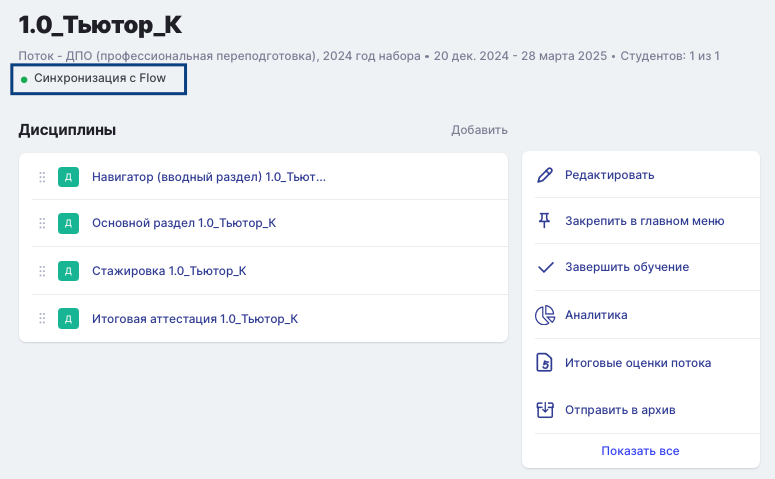 1.0_Тьютор_К
Поток - ДПО (профессиональная переподготовка), 2024 год набора • 20 дек. 2024 - 28 марта 2025 • Студентов: 1 из 1
Синхронизация с Flow
Дисциплины
Добавить
Д Навигатор (вводный раздел) 1.0_Тьют...
Д Основной раздел 1.0_Тьютор_К
Д Стажировка 1.0_Тьютор_К
Д Итоговая аттестация 1.0_Тьютор_К
Редактировать
Закрепить в главном меню
Завершить обучение
Аналитика
5 Итоговые оценки потока
Отправить в архив
Показать все